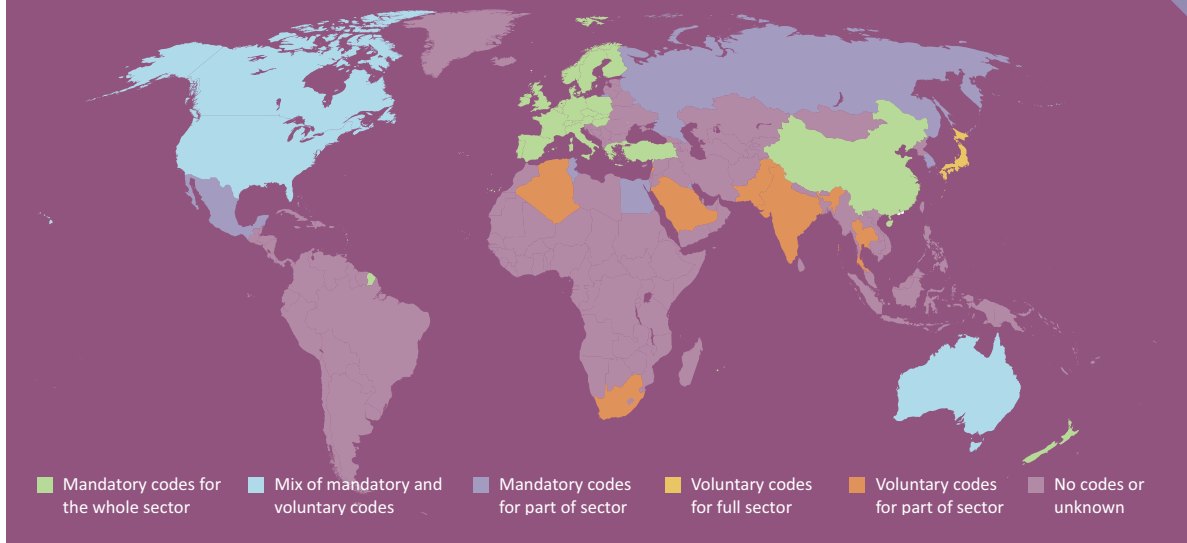 Mandatory codes for
the whole sector
Mix of mandatory and
voluntary codes
Mandatory codes
for part of sector
Voluntary codes
for full sector
Voluntary codes
for part of sector
No codes or
unknown